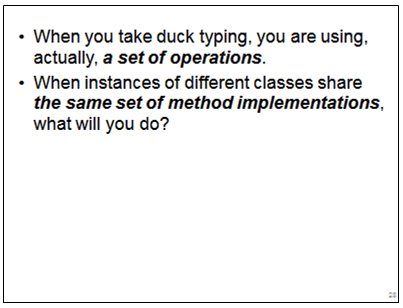 • When you take duck typing, you are using,
actually, a set of operations.
• When instances of different classes share
the same set of method implementations,
what will you do?